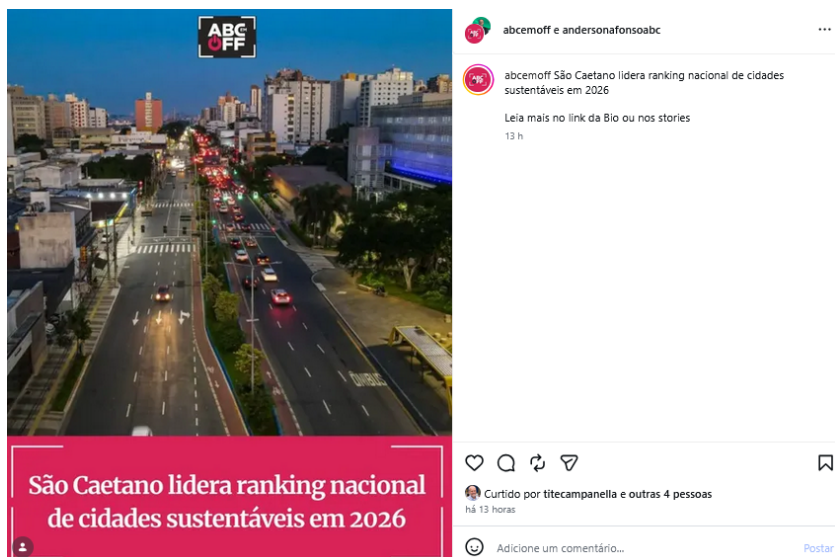 ABC EM
OFF
ÔNIBUS
São Caetano lidera ranking nacional
de cidades sustentáveis em 2026
abcemoff e andersonafonsoabc
abcemoff São Caetano lidera ranking nacional de cidades
sustentáveis em 2026
Leia mais no link da Bio ou nos stories
13 h
Curtido por titecampanella e outras 4 pessoas
há 13 horas
Adicione um comentário...
Postar